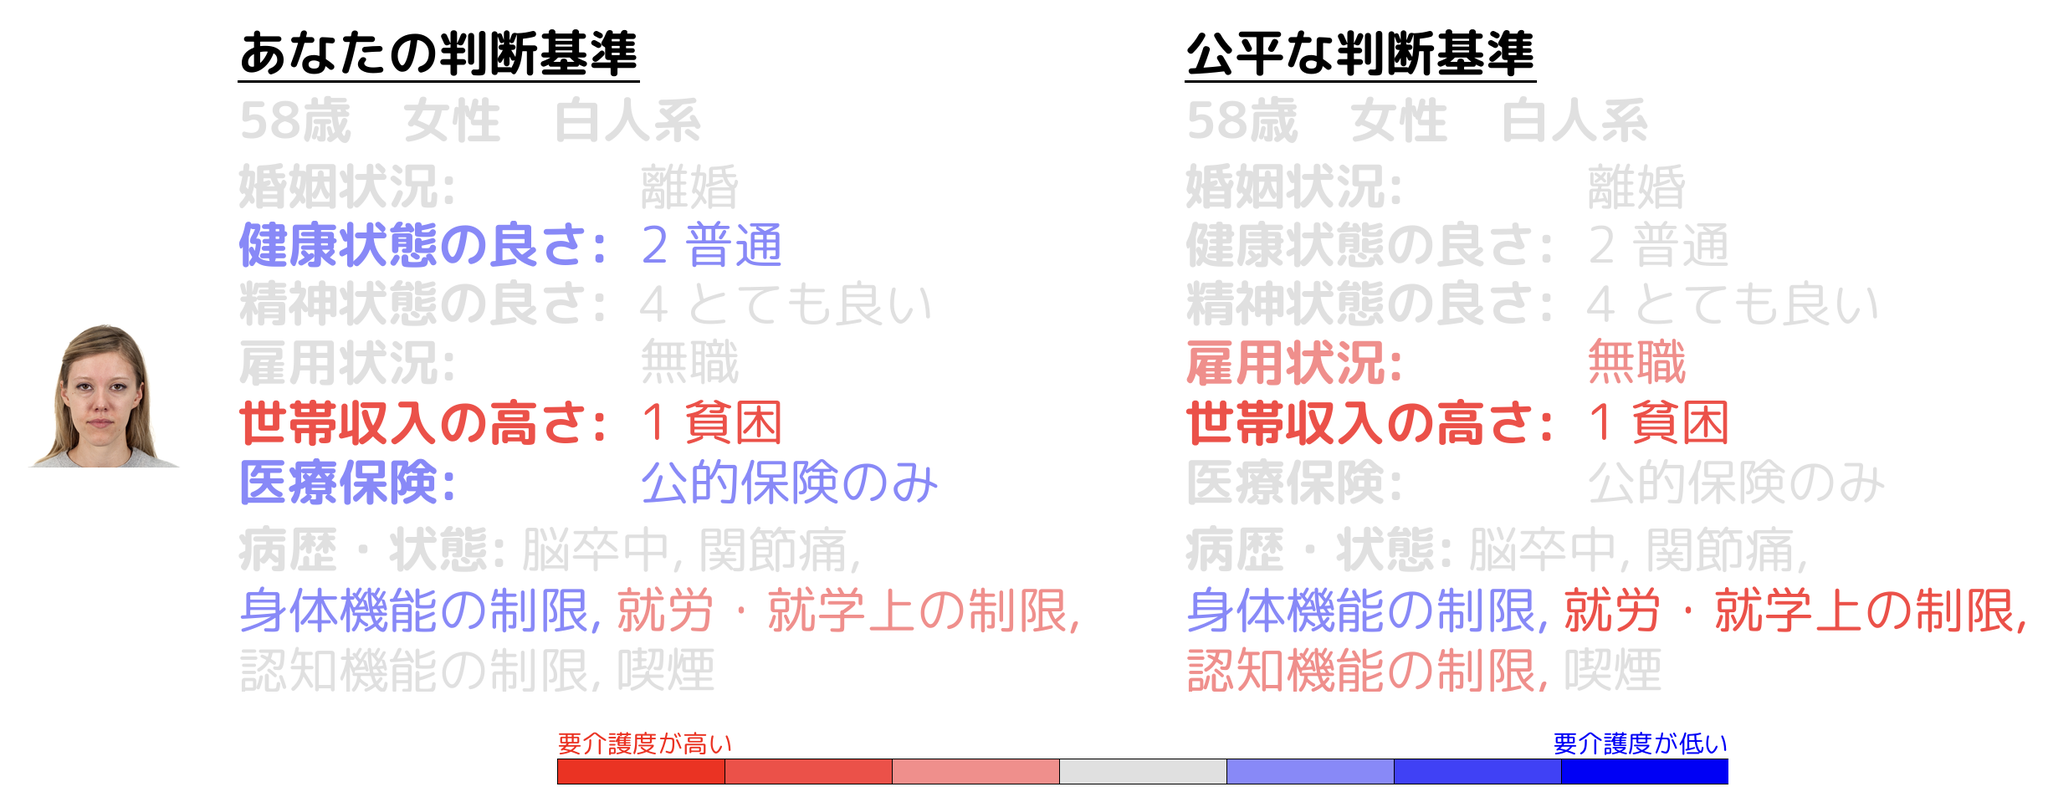 あなたの判断基準
58歳　女性　白人系
婚姻状況: 離婚
健康状態の良さ: 2 普通
精神状態の良さ: 4 とても良い
雇用状況: 無職
世帯収入の高さ: 1 貧困
医療保険: 公的保険のみ
病歴・状態: 脳卒中, 関節痛,
身体機能の制限, 就労・就学上の制限,
認知機能の制限, 喫煙
公平な判断基準
58歳　女性　白人系
婚姻状況: 離婚
健康状態の良さ: 2 普通
精神状態の良さ: 4 とても良い
雇用状況: 無職
世帯収入の高さ: 1 貧困
医療保険: 公的保険のみ
病歴・状態: 脳卒中, 関節痛,
身体機能の制限, 就労・就学上の制限,
認知機能の制限, 喫煙
要介護度が高い
要介護度が低い